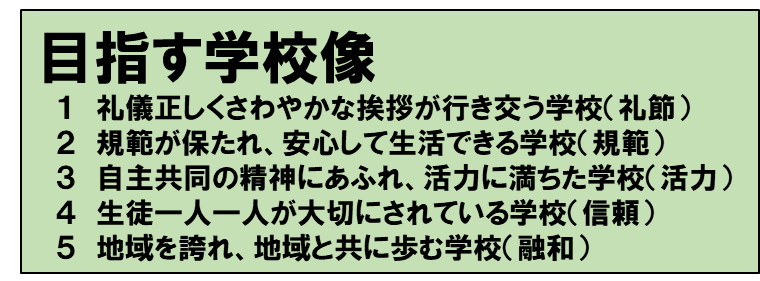 目指す学校像
1 礼儀正しくさわやかな挨拶が行き交う学校(礼節)
2 規範が保たれ、安心して生活できる学校(規範)
3 自主共同の精神にあふれ、活力に満ちた学校(活力)
4 生徒一人一人が大切にされている学校(信頼)
5 地域を誇れ、地域と共に歩む学校(融和)